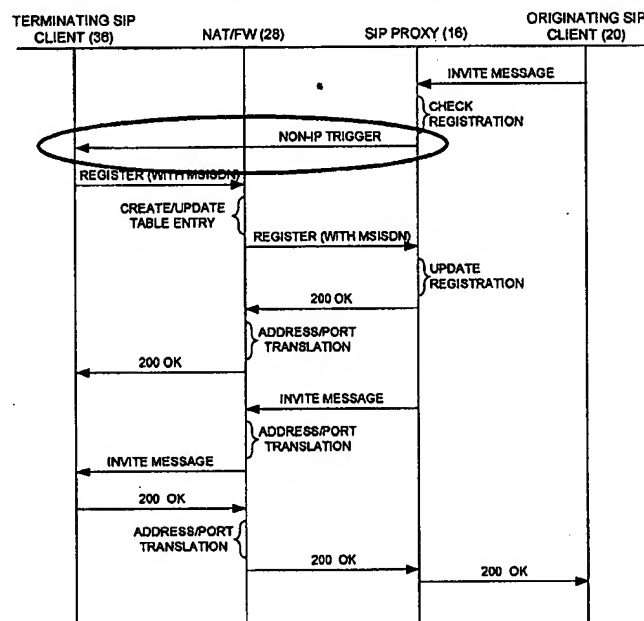 TERMINATING SIP
CLIENT (36)
NAT/FW (28)
SIP PROXY (16)
ORIGINATING SIP
CLIENT (20)
INVITE MESSAGE
CHECK
REGISTRATION
NON-IP TRIGGER
REGISTER (WITH MSISDN)
CREATE/UPDATE
TABLE ENTRY
REGISTER (WITH MSISDN)
UPDATE
REGISTRATION
200 OK
ADDRESS/PORT
TRANSLATION
200 OK
INVITE MESSAGE
ADDRESS/PORT
TRANSLATION
INVITE MESSAGE
200 OK
ADDRESS/PORT
TRANSLATION
200 OK
200 OK